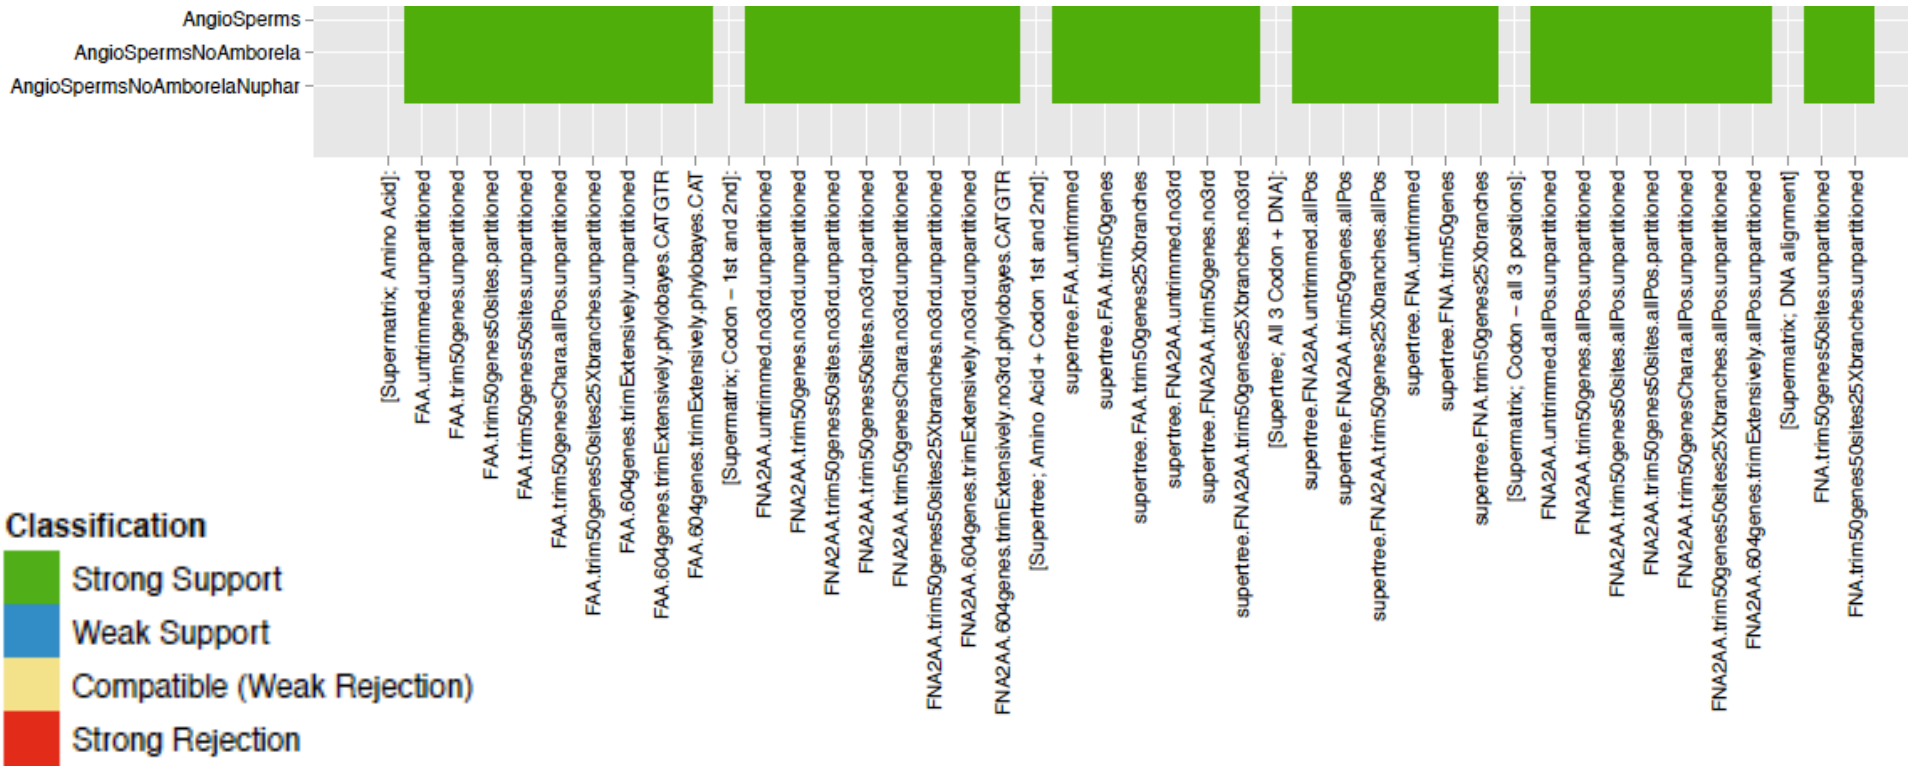 AngioSperms
AngioSpermsNoAmborela
AngioSpermsNoAmborelaNuphar
[Supermatrix; Amino Acid]:
FAA.untrimmed.unpartitioned
FAA.trim50genes.unpartitioned
FAA.trim50genes50sites.partitioned
FAA.trim50genes50sites.unpartitioned
FAA.trim50genesChara.allPos.unpartitioned
FAA.trim50genes50sites25Xbranches.unpartitioned
FAA.604genes.trimExtensively.unpartitioned
FAA.604genes.trimExtensively.phylobayes.CATGTR
FAA.604genes.trimExtensively.phylobayes.CAT
[Supermatrix; Codon − 1st and 2nd]:
FNA2AA.untrimmed.no3rd.unpartitioned
FNA2AA.trim50genes.no3rd.unpartitioned
FNA2AA.trim50genes50sites.no3rd.unpartitioned
FNA2AA.trim50genes50sites.no3rd.partitioned
FNA2AA.trim50genesChara.no3rd.unpartitioned
FNA2AA.trim50genes50sites25Xbranches.no3rd.unpartitioned
FNA2AA.604genes.trimExtensively.no3rd.unpartitioned
FNA2AA.604genes.trimExtensively.no3rd.phylobayes.CATGTR
[Supertree; Amino Acid + Codon 1st and 2nd]:
supertree.FAA.untrimmed
supertree.FAA.trim50genes
supertree.FAA.trim50genes25Xbranches
supertree.FNA2AA.untrimmed.no3rd
supertree.FNA2AA.trim50genes.no3rd
supertree.FNA2AA.trim50genes25Xbranches.no3rd
[Supertree; All 3 Codon + DNA]:
supertree.FNA2AA.untrimmed.allPos
supertree.FNA2AA.trim50genes.allPos
supertree.FNA2AA.trim50genes25Xbranches.allPos
supertree.FNA.untrimmed
supertree.FNA.trim50genes
supertree.FNA.trim50genes25Xbranches
[Supermatrix; Codon − all 3 positions]:
FNA2AA.untrimmed.allPos.unpartitioned
FNA2AA.trim50genes.allPos.unpartitioned
FNA2AA.trim50genes50sites.allPos.unpartitioned
FNA2AA.trim50genes50sites.allPos.partitioned
FNA2AA.trim50genesChara.allPos.unpartitioned
FNA2AA.trim50genes50sites25Xbranches.allPos.unpartitioned
FNA2AA.604genes.trimExtensively.allPos.unpartitioned
[Supermatrix; DNA alignment]
FNA.trim50genes50sites.unpartitioned
FNA.trim50genes50sites25Xbranches.unpartitioned
Classification
Strong Support
Weak Support
Compatible (Weak Rejection)
Strong Rejection